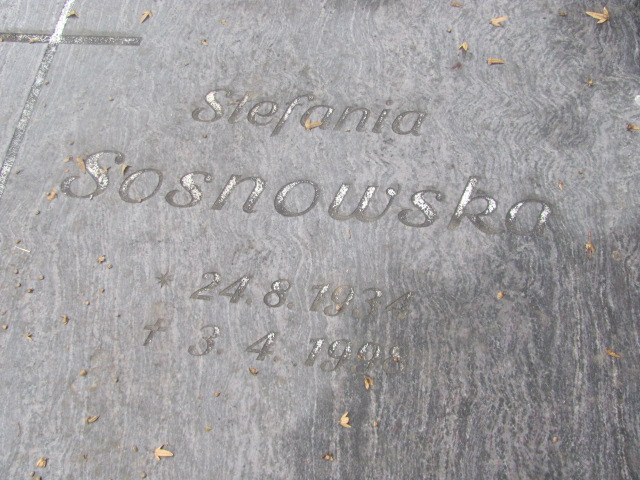 Stefania
Sosnowska
* 24. 8. 1934
† 3. 4.